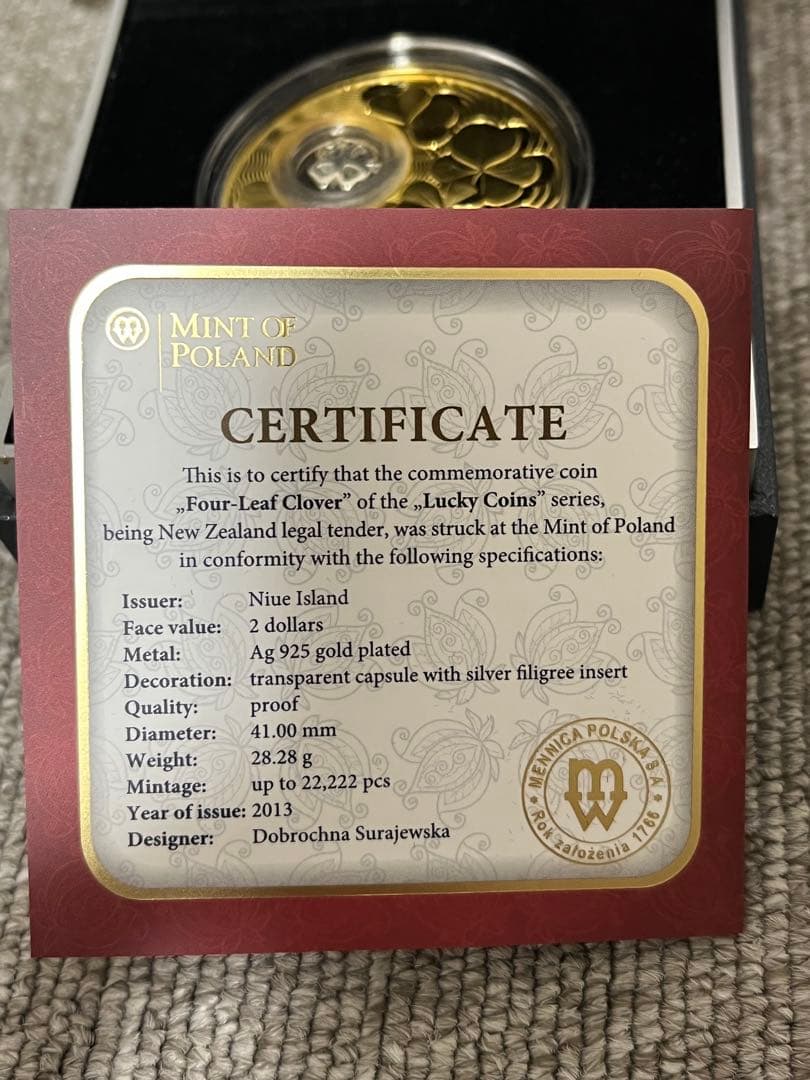 MINT OF
POLAND
CERTIFICATE
This is to certify that the commemorative coin
„Four-Leaf Clover” of the „Lucky Coins” series,
being New Zealand legal tender, was struck at the Mint of Poland
in conformity with the following specifications:
Issuer: Niue Island
Face value: 2 dollars
Metal: Ag 925 gold plated
Decoration: transparent capsule with silver filigree insert
Quality: proof
Diameter: 41.00 mm
Weight: 28.28 g
Mintage: up to 22,222 pcs
Year of issue: 2013
Designer: Dobrochna Surajewska
MENNICA POLSKA S A
Rok założenia 1766